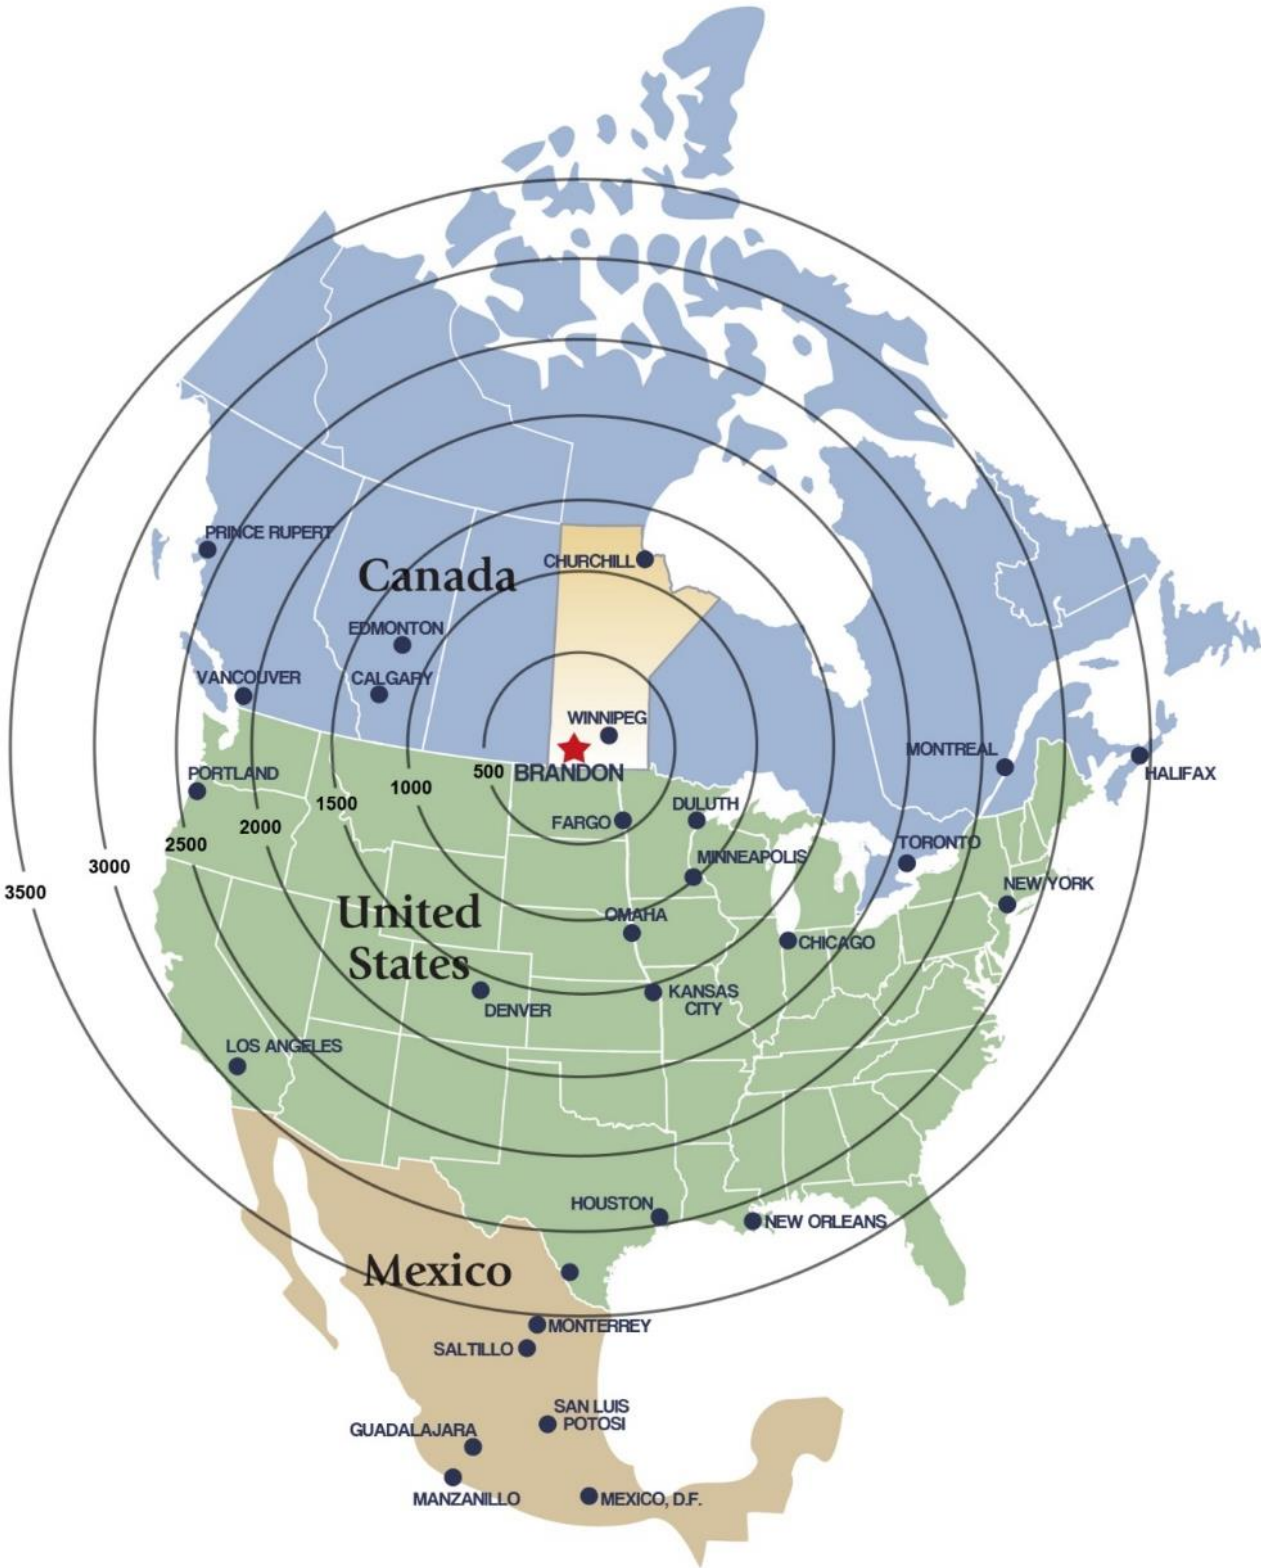 PRINCE RUPERT
CHURCHILL
Canada
EDMONTON
VANCOUVER
CALGARY
WINNIPEG
MONTREAL
BRANDON
HALIFAX
PORTLAND
500
1000
1500
2000
2500
3000
3500
DULUTH
FARGO
TORONTO
MINNEAPOLIS
NEW YORK
United
States
OMAHA
CHICAGO
KANSAS
CITY
DENVER
LOS ANGELES
HOUSTON
NEW ORLEANS
Mexico
MONTERREY
SALTILLO
SAN LUIS
POTOSI
GUADALAJARA
MANZANILLO
MEXICO, D.F.